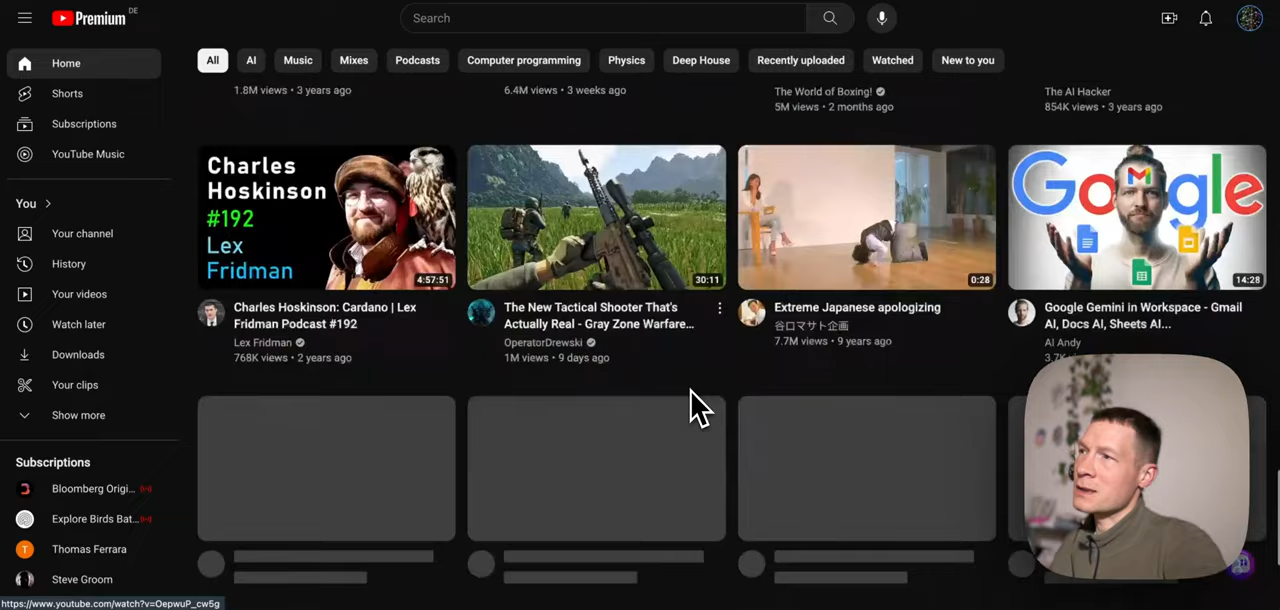 Premium DE
Search
Home
Shorts
Subscriptions
YouTube Music
You
Your channel
History
Your videos
Watch later
Downloads
Your clips
Show more
Subscriptions
Bloomberg Origi...
Explore Birds Bat...
Thomas Ferrara
Steve Groom
All
AI
Music
Mixes
Podcasts
Computer programming
Physics
Deep House
Recently uploaded
Watched
New to you
1.8M views • 3 years ago
6.4M views • 3 weeks ago
The World of Boxing!
5M views • 2 months ago
The AI Hacker
854K views • 3 years ago
Charles
Hoskinson
#192
Lex
Fridman
4:57:51
Charles Hoskinson: Cardano | Lex
Fridman Podcast #192
Lex Fridman
768K views • 2 years ago
30:11
The New Tactical Shooter That's
Actually Real - Gray Zone Warfare...
OperatorDrewski
1M views • 9 days ago
0:28
Extreme Japanese apologizing
谷口マサト企画
7.7M views • 9 years ago
Google
14:28
Google Gemini in Workspace - Gmail
AI, Docs AI, Sheets AI...
AI Andy
https://www.youtube.com/watch?v=OepwuP_cw5g